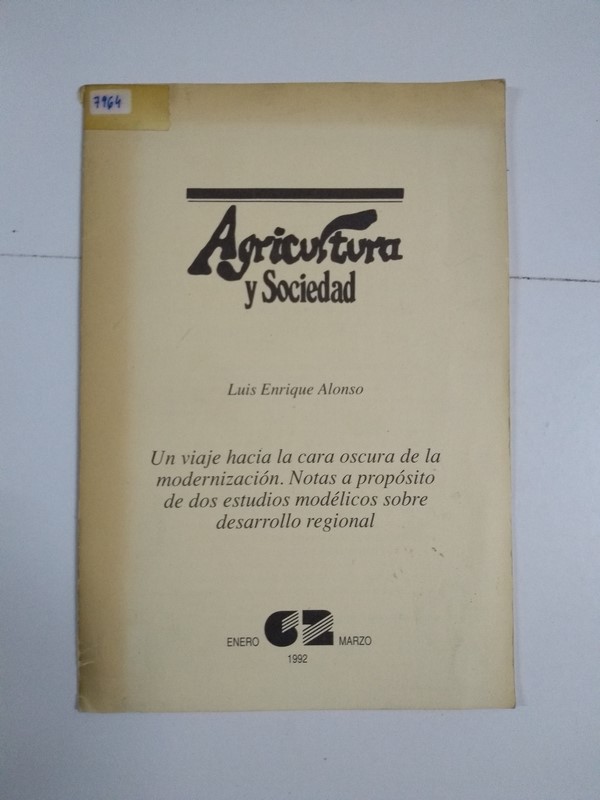 7964
Agricultura
y Sociedad
Luis Enrique Alonso
Un viaje hacia la cara oscura de la
modernización. Notas a propósito
de dos estudios modélicos sobre
desarrollo regional
ENERO 62 MARZO
1992